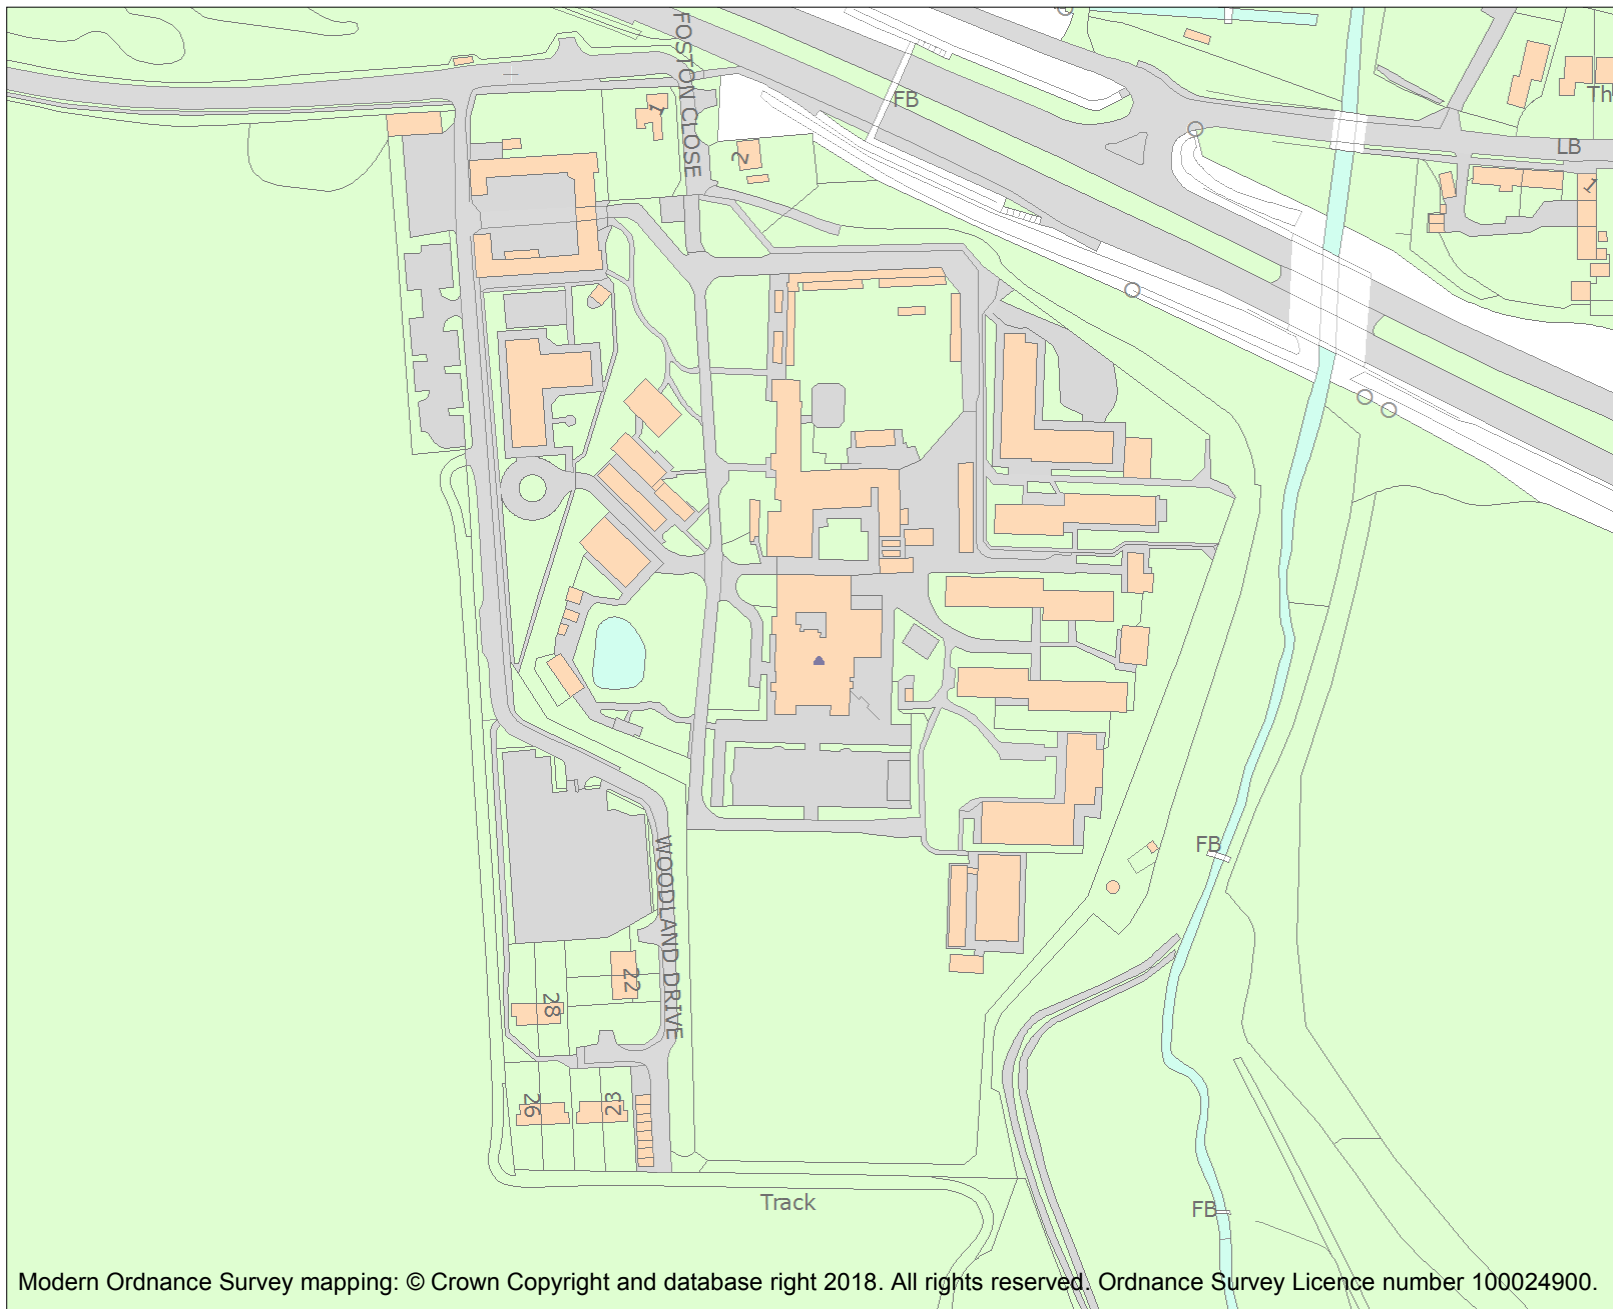 FOSTON CLOSE
FB
1
2
Th
LB
1
FB
WOODLAND DRIVE
22
28
26
23
Track
FB
Modern Ordnance Survey mapping: © Crown Copyright and database right 2018. All rights reserved. Ordnance Survey Licence number 100024900.